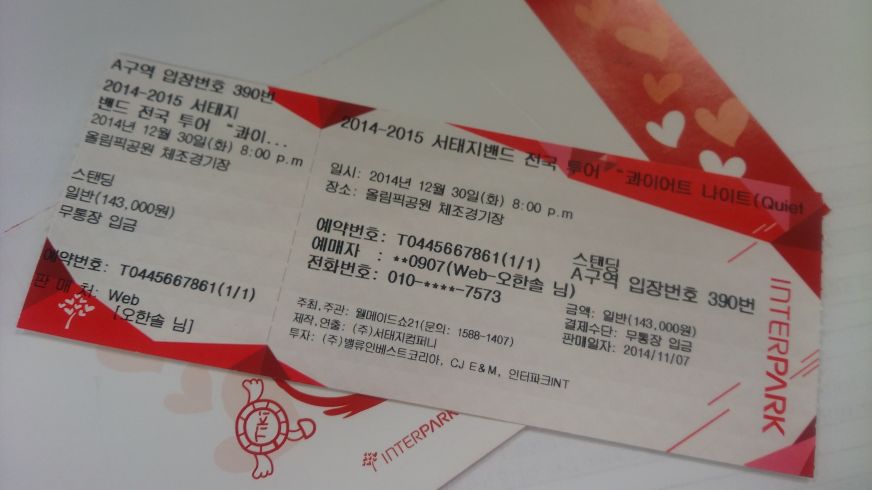 A구역 입장번호 390번
2014-2015 서태지
밴드 전국 투어 "콰이...
2014년 12월 30일(화) 8:00 p.m
올림픽공원 체조경기장
스탠딩
일반(143,000원)
무통장 입금
예약번호: T0445667861(1/1)
판 매 처: Web
[오한솔 님]
2014-2015 서태지밴드 전국 투어 "콰이어트 나이트(Quiet
일시: 2014년 12월 30일(화) 8:00 p.m
장소: 올림픽공원 체조경기장
예약번호: T0445667861(1/1)
예매자 : **0907(Web-오한솔 님)
전화번호: 010-****-7573
스탠딩
A구역 입장번호 390번
금액: 일반(143,000원)
결제수단: 무통장 입금
판매일자: 2014/11/07
주최,주관: 웰메이드쇼21(문의: 1588-1407)
제작,연출: (주)서태지컴퍼니
투자: (주)밸류인베스트코리아, CJ E&M, 인터파크INT
INTERPARK
Tiki
INTERPARK